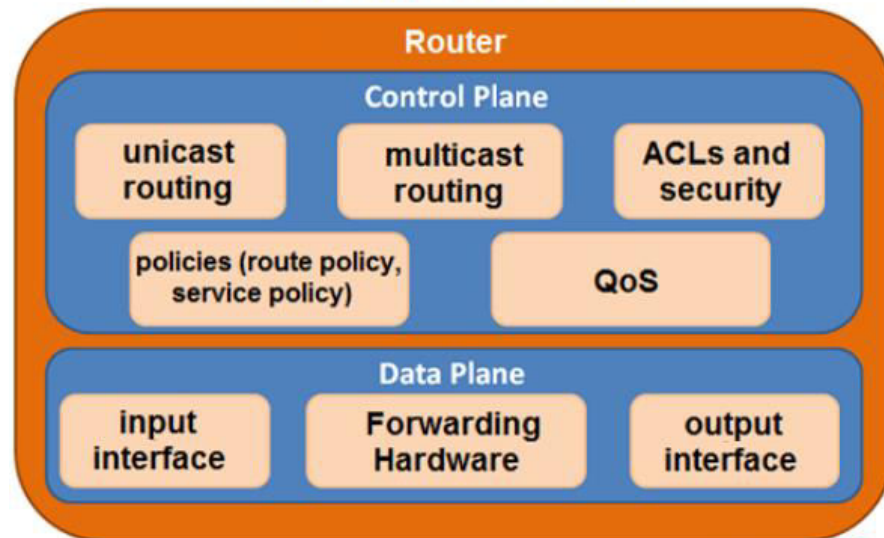 Router
Control Plane
unicast
routing
multicast
routing
ACLs and
security
policies (route policy,
service policy)
QoS
Data Plane
input
interface
Forwarding
Hardware
output
interface